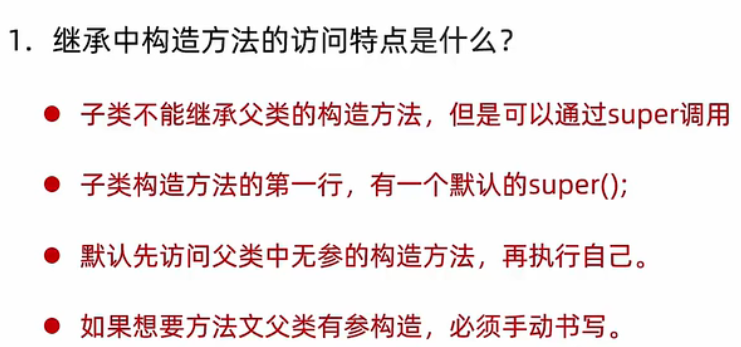 1. 继承中构造方法的访问特点是什么?
● 子类不能继承父类的构造方法，但是可以通过super调用
● 子类构造方法的第一行，有一个默认的super();
● 默认先访问父类中无参的构造方法，再执行自己。
● 如果想要方法文父类有参构造，必须手动书写。